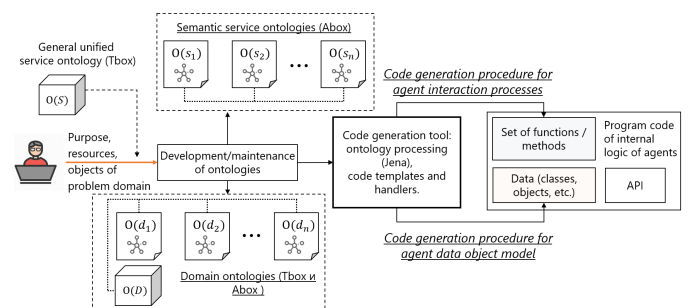 Semantic service ontologies (Abox)
General unified
service ontology (Tbox)
O(S)
O(s₁)
O(s₂)
•••
O(sₙ)
Code generation procedure for
agent interaction processes
Purpose,
resources,
objects of
problem domain
Development/maintenance
of ontologies
Code generation tool:
ontology processing
(Jena),
code templates and
handlers.
Set of functions /
methods
Data (classes,
objects, etc.)
API
Program code
of internal
logic of agents
O(d₁)
O(d₂)
•••
O(dₙ)
O(D)
Domain ontologies (Tbox и
Abox )
Code generation procedure for
agent data object model